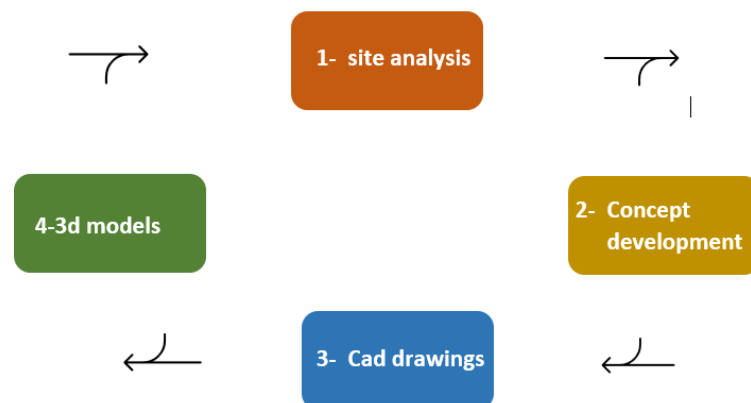 1- site analysis
2- Concept
development
3- Cad drawings
4-3d models